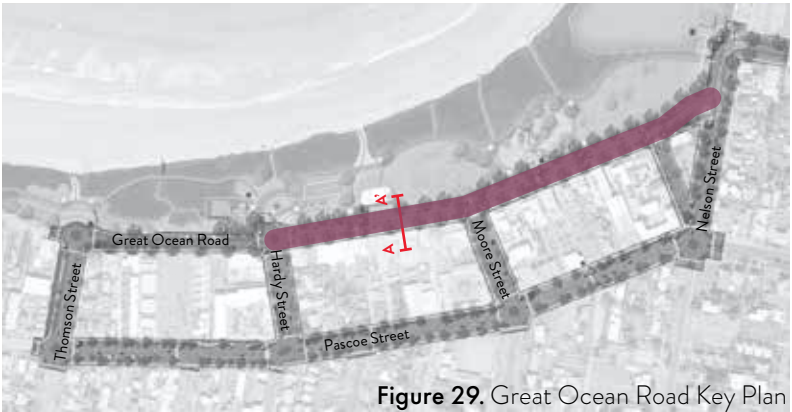 A'
A
Great Ocean Road
Hardy Street
Moore Street
Nelson Street
Thomson Street
Pascoe Street
Figure 29. Great Ocean Road Key Plan